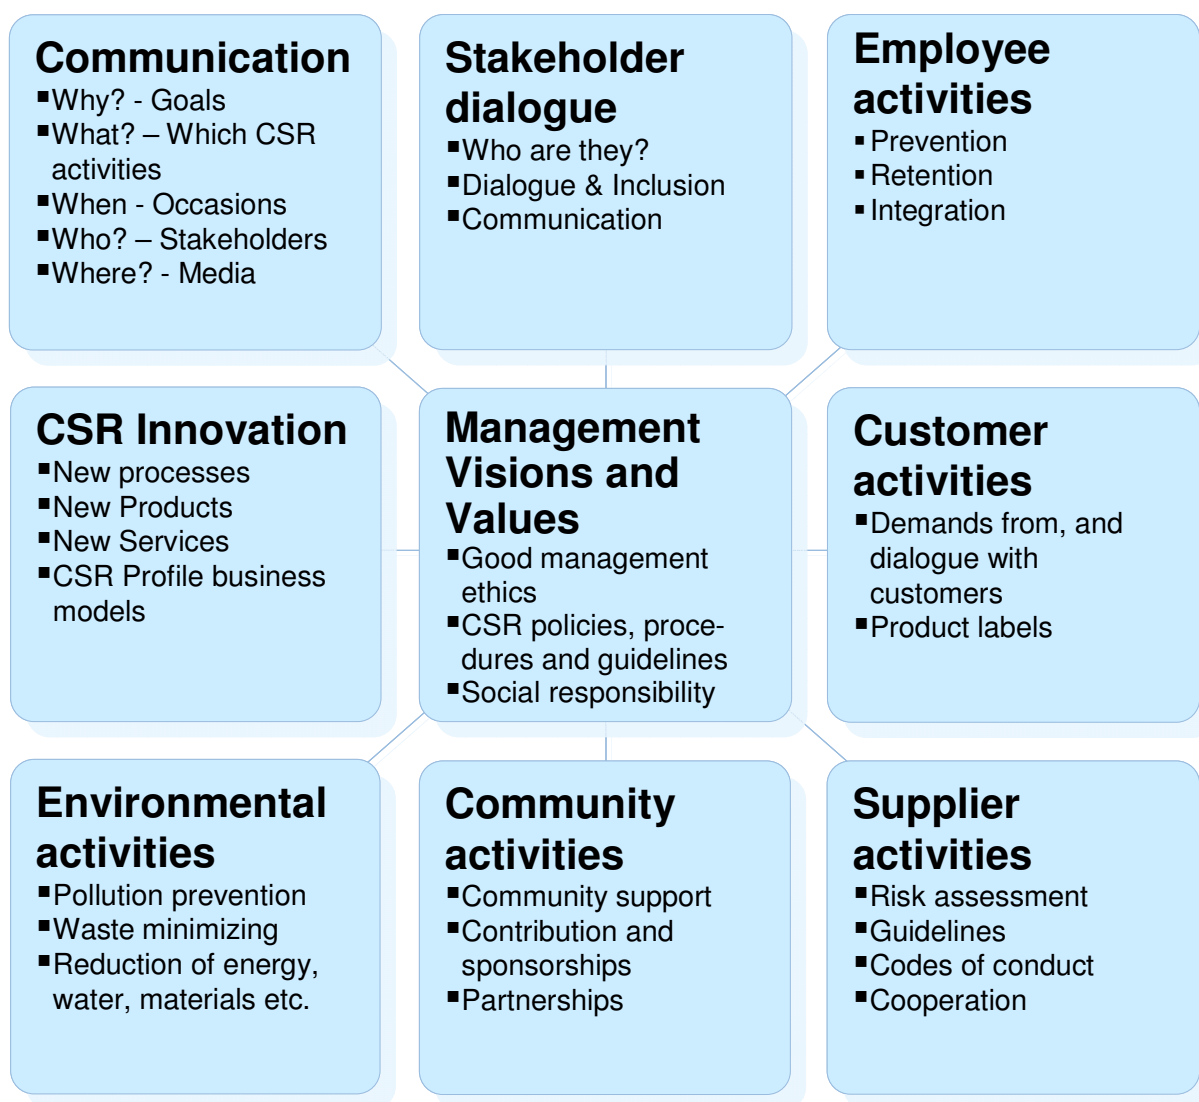 Communication
▪Why? - Goals
▪What? – Which CSR
activities
▪When - Occasions
▪Who? – Stakeholders
▪Where? - Media
Stakeholder
dialogue
▪Who are they?
▪Dialogue & Inclusion
▪Communication
Employee
activities
▪Prevention
▪Retention
▪Integration
CSR Innovation
▪New processes
▪New Products
▪New Services
▪CSR Profile business
models
Management
Visions and
Values
▪Good management
ethics
▪CSR policies, proce-
dures and guidelines
▪Social responsibility
Customer
activities
▪Demands from, and
dialogue with
customers
▪Product labels
Environmental
activities
▪Pollution prevention
▪Waste minimizing
▪Reduction of energy,
water, materials etc.
Community
activities
▪Community support
▪Contribution and
sponsorships
▪Partnerships
Supplier
activities
▪Risk assessment
▪Guidelines
▪Codes of conduct
▪Cooperation